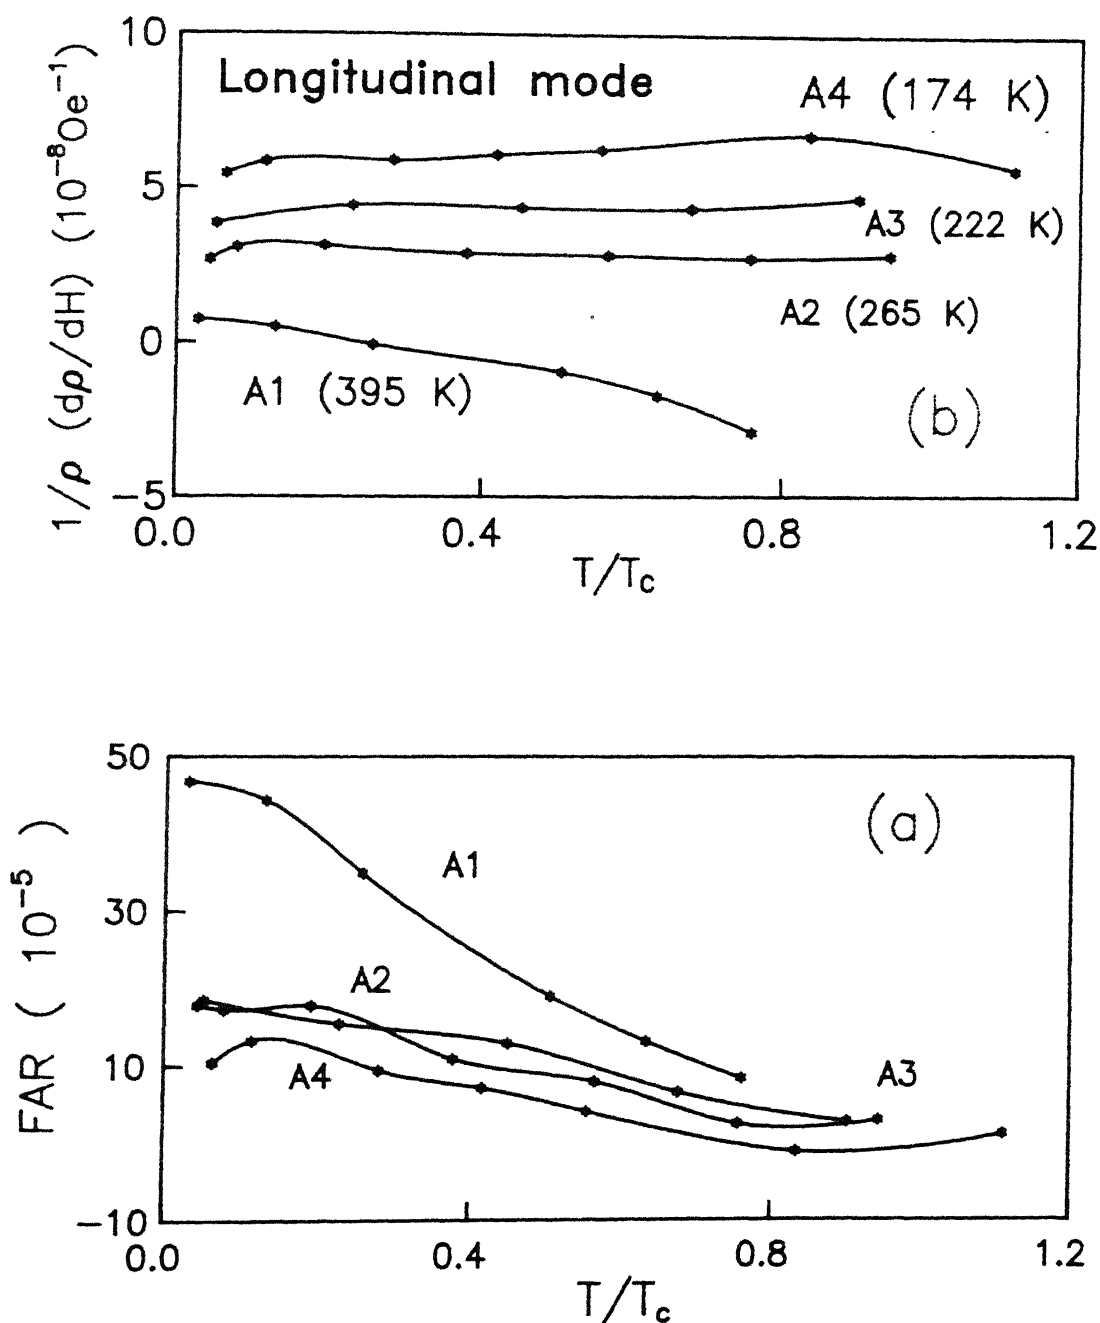 10
Longitudinal mode
A4 (174 K)
5
A3 (222 K)
A2 (265 K)
0
A1 (395 K)
(b)
−5
0.0 0.4 0.8 1.2
T/Tc
1/ρ (dρ/dH) (10⁻⁸Oe⁻¹)
50
(a)
A1
30
A2
10
A4
A3
−10
0.0 0.4 0.8 1.2
T/Tc
FAR ( 10⁻⁵ )